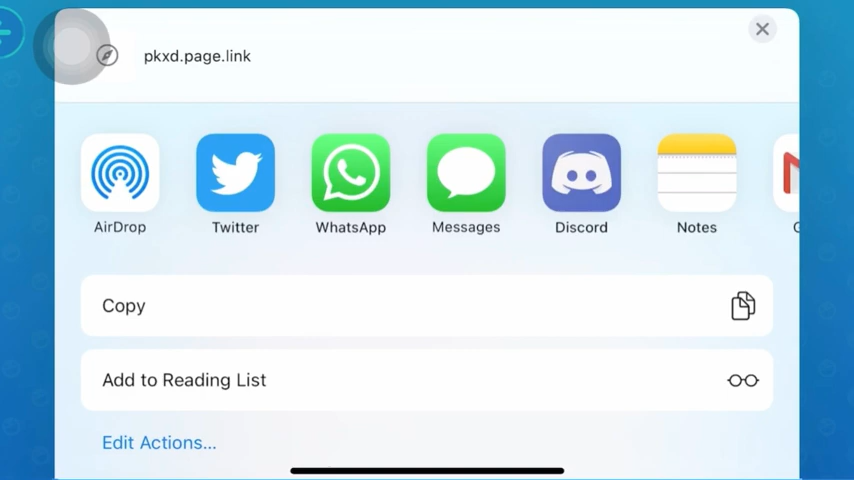 pkxd.page.link
AirDrop
Twitter
WhatsApp
Messages
Discord
Notes
Copy
Add to Reading List
Edit Actions...